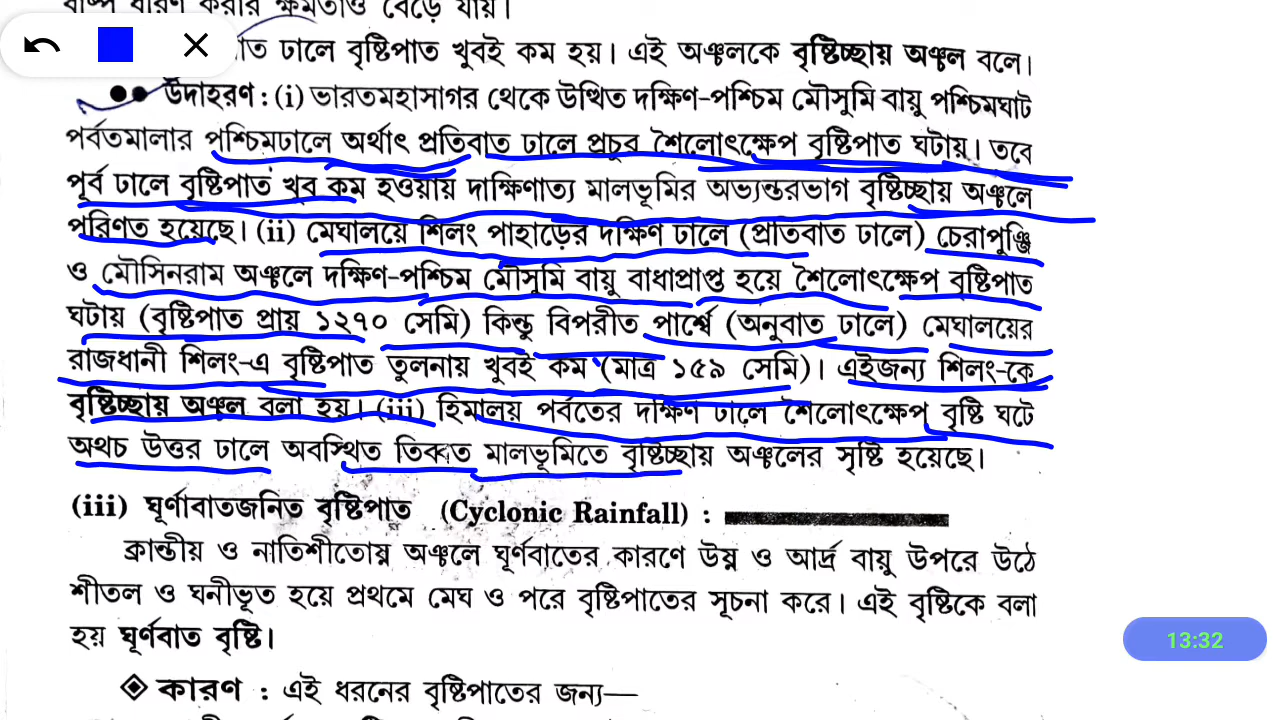 বাষ্প ধারণ করার ক্ষমতাও বেড়ে যায়।
ঢালে বৃষ্টিপাত খুবই কম হয়। এই অঞ্চলকে বৃষ্টিচ্ছায় অঞ্চল বলে।
●● উদাহরণ : (i) ভারতমহাসাগর থেকে উত্থিত দক্ষিণ-পশ্চিম মৌসুমি বায়ু পশ্চিমঘাট
পর্বতমালার পশ্চিমঢালে অর্থাৎ প্রতিবাত ঢালে প্রচুর শৈলোৎক্ষেপ বৃষ্টিপাত ঘটায়। তবে
পূর্ব ঢালে বৃষ্টিপাত খুব কম হওয়ায় দাক্ষিণাত্য মালভূমির অভ্যন্তরভাগ বৃষ্টিচ্ছায় অঞ্চলে
পরিণত হয়েছে। (ii) মেঘালয়ে শিলং পাহাড়ের দক্ষিণ ঢালে (প্রতিবাত ঢালে) চেরাপুঞ্জি
ও মৌসিনরাম অঞ্চলে দক্ষিণ-পশ্চিম মৌসুমি বায়ু বাধাপ্রাপ্ত হয়ে শৈলোৎক্ষেপ বৃষ্টিপাত
ঘটায় (বৃষ্টিপাত প্রায় ১২৭০ সেমি) কিন্তু বিপরীত পার্শ্বে (অনুবাত ঢালে) মেঘালয়ের
রাজধানী শিলং-এ বৃষ্টিপাত তুলনায় খুবই কম (মাত্র ১৫৯ সেমি)। এইজন্য শিলং-কে
বৃষ্টিচ্ছায় অঞ্চল বলা হয়। (iii) হিমালয় পর্বতের দক্ষিণ ঢালে শৈলোৎক্ষেপ বৃষ্টি ঘটে
অথচ উত্তর ঢালে অবস্থিত তিব্বত মালভূমিতে বৃষ্টিচ্ছায় অঞ্চলের সৃষ্টি হয়েছে।
(iii) ঘূর্ণাবাতজনিত বৃষ্টিপাত (Cyclonic Rainfall) :
ক্রান্তীয় ও নাতিশীতোষ্ণ অঞ্চলে ঘূর্ণবাতের কারণে উষ্ণ ও আর্দ্র বায়ু উপরে উঠে
শীতল ও ঘনীভূত হয়ে প্রথমে মেঘ ও পরে বৃষ্টিপাতের সূচনা করে। এই বৃষ্টিকে বলা
হয় ঘূর্ণবাত বৃষ্টি।
কারণ : এই ধরনের বৃষ্টিপাতের জন্য—
13:32